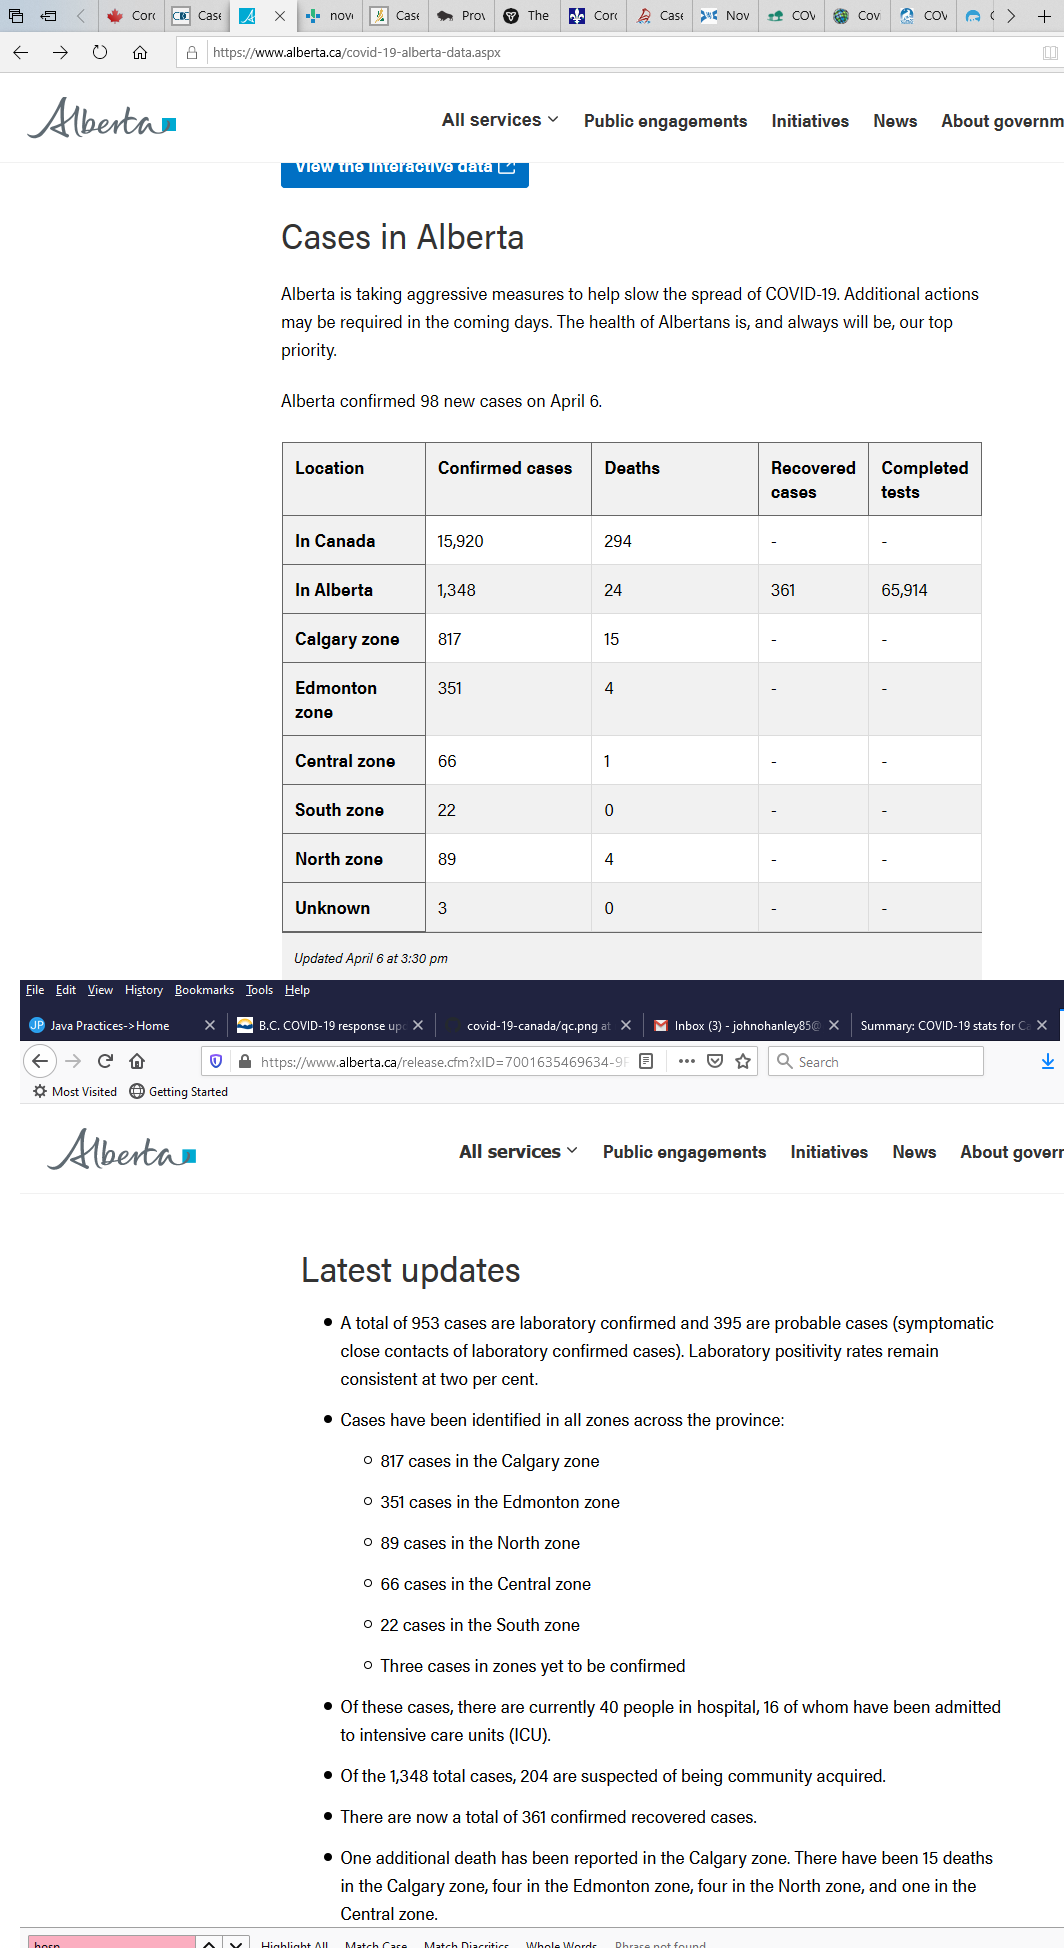 Cord
Case
nove
Case
Prov
The
Cord
Case
Nov
COV
Cov
COV
https://www.alberta.ca/covid-19-alberta-data.aspx
Alberta
All services
Public engagements
Initiatives
News
About governm
View the interactive data
Cases in Alberta
Alberta is taking aggressive measures to help slow the spread of COVID-19. Additional actions
may be required in the coming days. The health of Albertans is, and always will be, our top
priority.
Alberta confirmed 98 new cases on April 6.
Location Confirmed cases Deaths Recovered cases Completed tests
In Canada 15,920 294 - -
In Alberta 1,348 24 361 65,914
Calgary zone 817 15 - -
Edmonton zone 351 4 - -
Central zone 66 1 - -
South zone 22 0 - -
North zone 89 4 - -
Unknown 3 0 - -
Updated April 6 at 3:30 pm
File Edit View History Bookmarks Tools Help
JP Java Practices->Home
B.C. COVID-19 response upd
covid-19-canada/qc.png at
Inbox (3) - johnohanley85@
Summary: COVID-19 stats for Ca
https://www.alberta.ca/release.cfm?xID=7001635469634-9F
Search
Most Visited Getting Started
Alberta
All services
Public engagements
Initiatives
News
About govern
Latest updates
A total of 953 cases are laboratory confirmed and 395 are probable cases (symptomatic
close contacts of laboratory confirmed cases). Laboratory positivity rates remain
consistent at two per cent.
Cases have been identified in all zones across the province:
817 cases in the Calgary zone
351 cases in the Edmonton zone
89 cases in the North zone
66 cases in the Central zone
22 cases in the South zone
Three cases in zones yet to be confirmed
Of these cases, there are currently 40 people in hospital, 16 of whom have been admitted
to intensive care units (ICU).
Of the 1,348 total cases, 204 are suspected of being community acquired.
There are now a total of 361 confirmed recovered cases.
One additional death has been reported in the Calgary zone. There have been 15 deaths
in the Calgary zone, four in the Edmonton zone, four in the North zone, and one in the
Central zone.
hosp
Highlight All Match Case Match Diacritics Whole Words Phrase not found